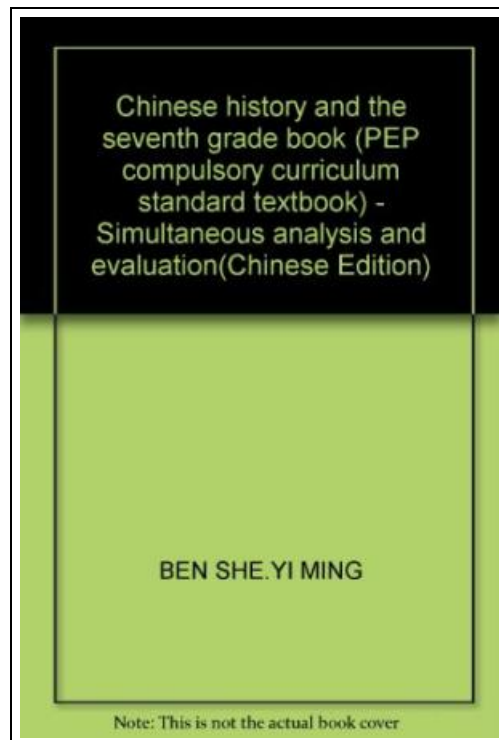 Chinese history and the
seventh grade book (PEP
compulsory curriculum
standard textbook) -
Simultaneous analysis and
evaluation(Chinese Edition)
BEN SHE.YI MING
Note: This is not the actual book cover